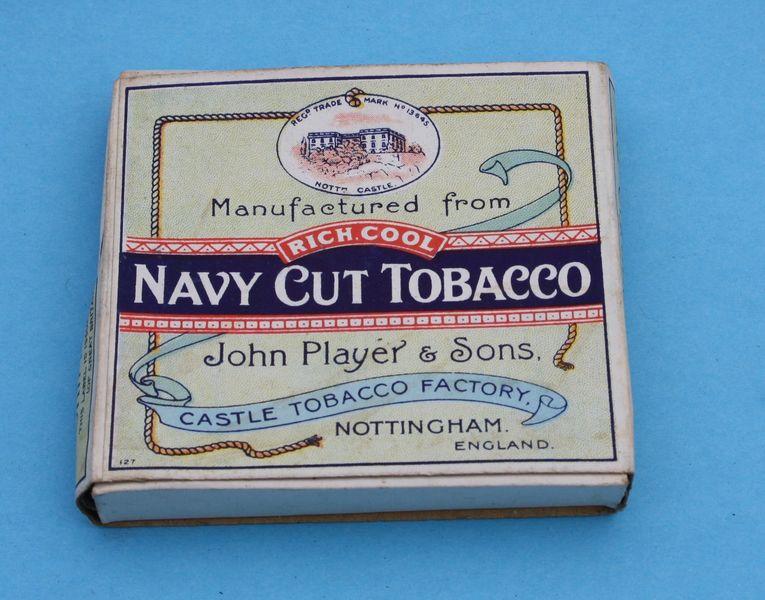 REGD TRADE MARK No 13645
NOTTM CASTLE.
Manufactured from
RICH. COOL
NAVY CUT TOBACCO
John Player & Sons.
CASTLE TOBACCO FACTORY,
NOTTINGHAM.
ENGLAND.
127